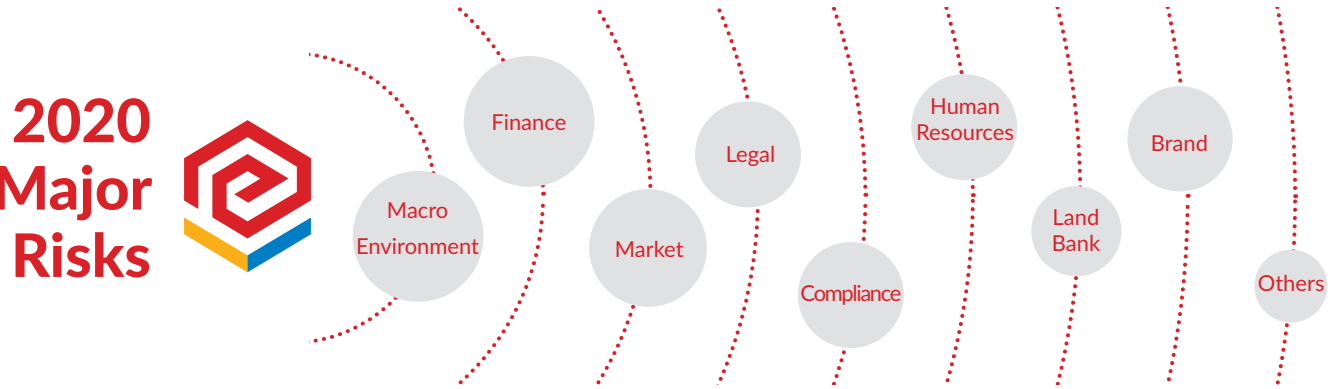 2020
Major
Risks
Macro
Environment
Finance
Market
Legal
Compliance
Human
Resources
Land
Bank
Brand
Others